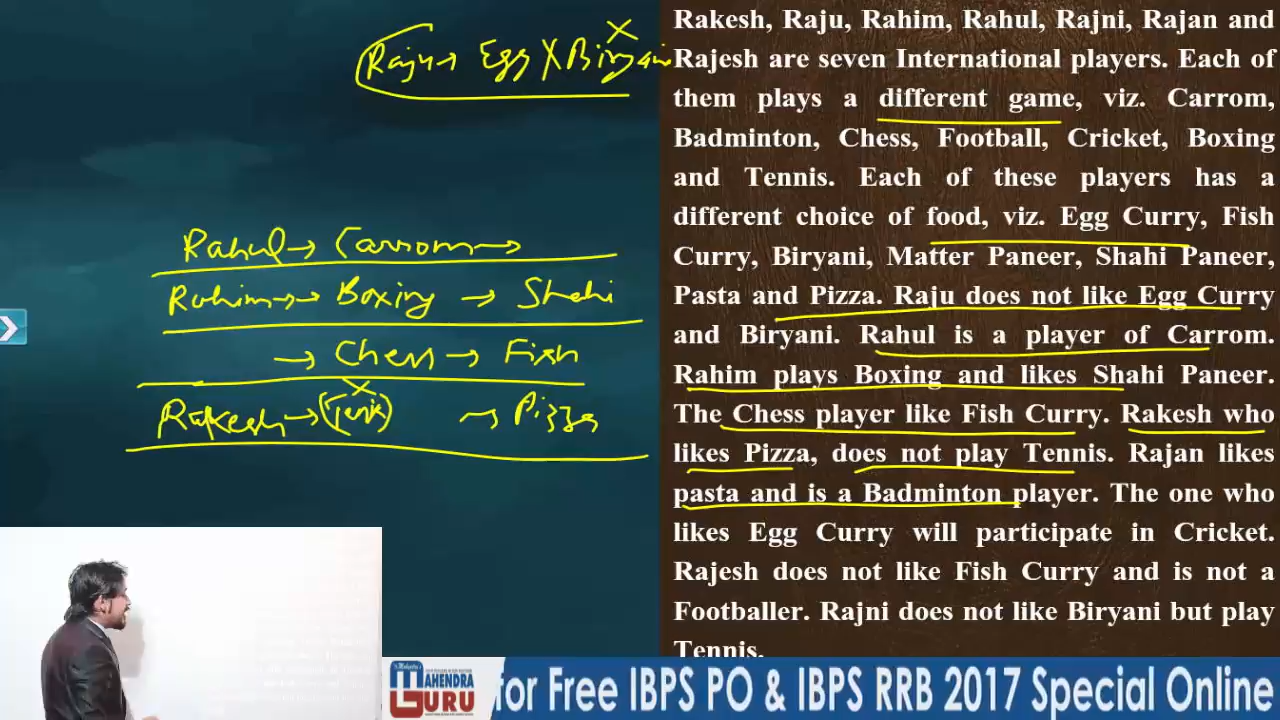 Raju→ Egg X Biryani
X
Rahul→ Carrom→
Rahim→→ Boxing → Shahi
→ Chess → Fish
X
Rakesh→(Tenis) → Pizza
Rakesh, Raju, Rahim, Rahul, Rajni, Rajan and
Rajesh are seven International players. Each of
them plays a different game, viz. Carrom,
Badminton, Chess, Football, Cricket, Boxing
and Tennis. Each of these players has a
different choice of food, viz. Egg Curry, Fish
Curry, Biryani, Matter Paneer, Shahi Paneer,
Pasta and Pizza. Raju does not like Egg Curry
and Biryani. Rahul is a player of Carrom.
Rahim plays Boxing and likes Shahi Paneer.
The Chess player like Fish Curry. Rakesh who
likes Pizza, does not play Tennis. Rajan likes
pasta and is a Badminton player. The one who
likes Egg Curry will participate in Cricket.
Rajesh does not like Fish Curry and is not a
Footballer. Rajni does not like Biryani but play
Tennis.
MAHENDRA
GURU
for Free IBPS PO & IBPS RRB 2017 Special Online